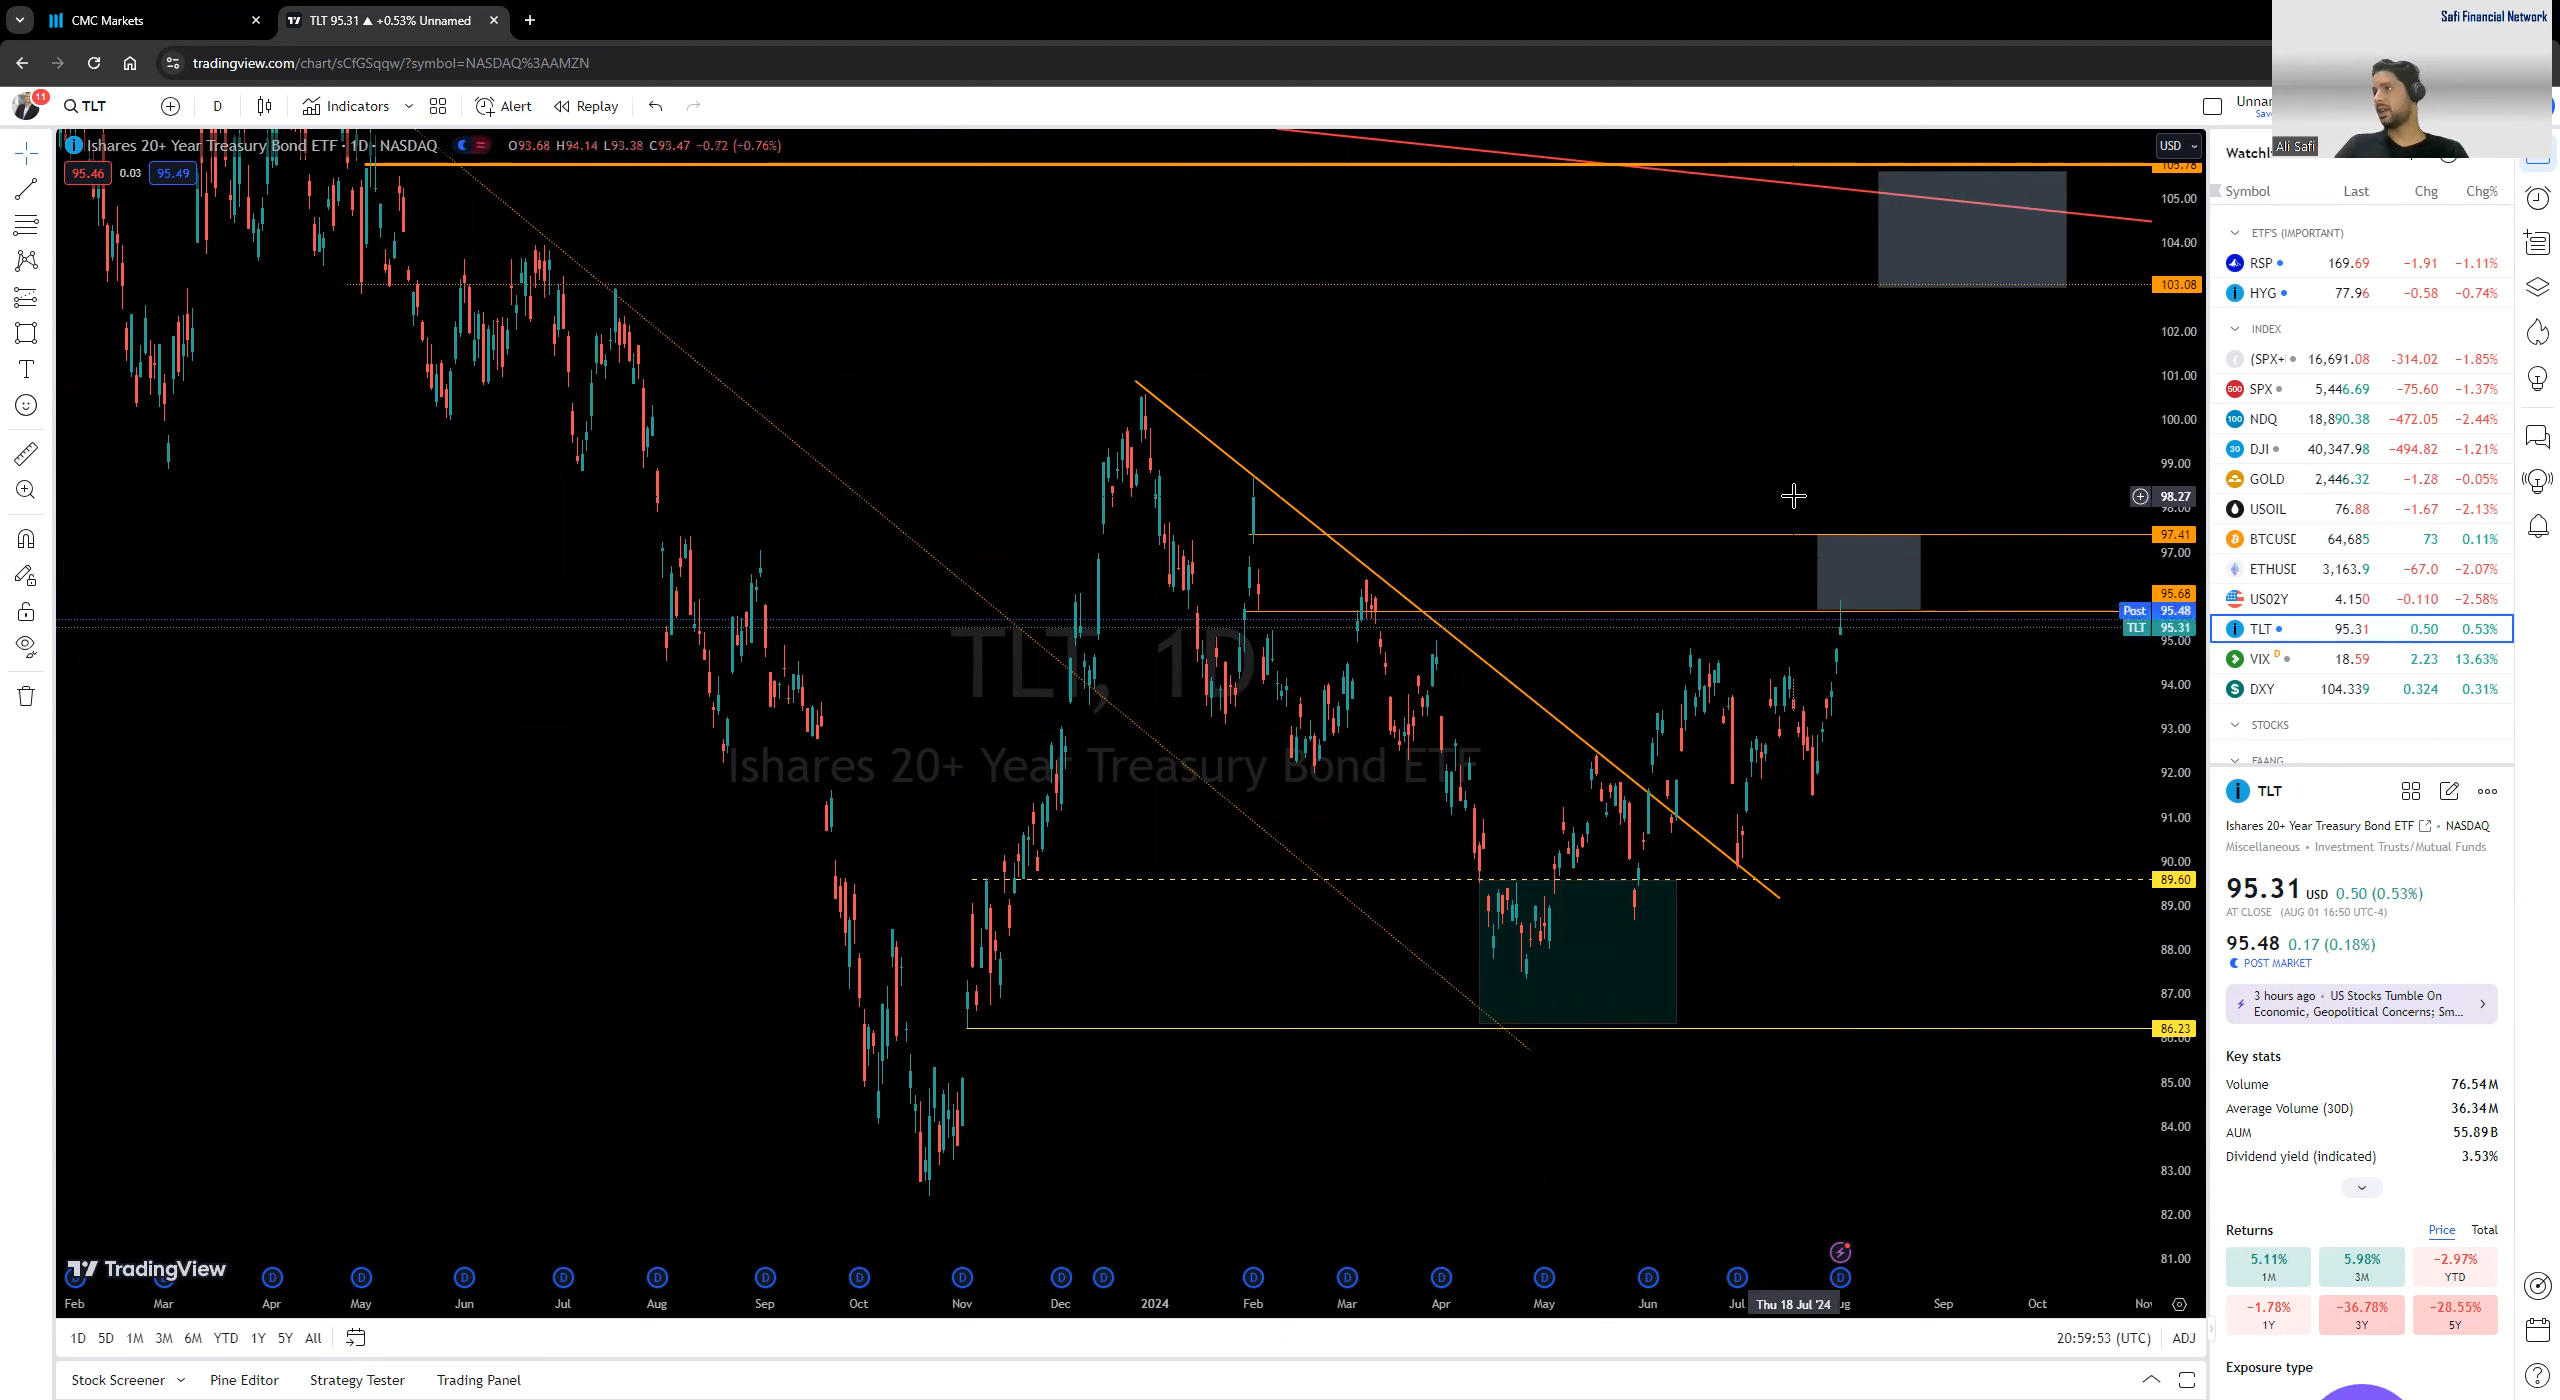 CMC Markets
TLT 95.31 ▲ +0.53% Unnamed
Safi Financial Network
tradingview.com/chart/sCfGSqqw/?symbol=NASDAQ%3AAMZN
11
TLT
D
Indicators
Alert
Replay
Ali Safi
Ishares 20+ Year Treasury Bond ETF · 1D · NASDAQ
O93.68 H94.14 L93.38 C93.47 −0.72 (−0.76%)
95.46 0.03 95.49
USD
105.78
105.00
104.00
103.08
102.00
101.00
100.00
99.00
98.27
98.00
97.41
97.00
95.68
Post 95.48
TLT 95.31
95.00
94.00
93.00
92.00
91.00
90.00
89.60
89.00
88.00
87.00
86.23
86.00
85.00
84.00
83.00
82.00
81.00
TLT, 1D
Ishares 20+ Year Treasury Bond ETF
TradingView
D D D D D D D D D D D D D D D D D D
Feb Mar Apr May Jun Jul Aug Sep Oct Nov Dec 2024 Feb Mar Apr May Jun Jul Thu 18 Jul '24 Sep Oct
1D 5D 1M 3M 6M YTD 1Y 5Y All
20:59:53 (UTC) ADJ
Stock Screener Pine Editor Strategy Tester Trading Panel
Symbol Last Chg Chg%
ETF'S (IMPORTANT)
RSP 169.69 −1.91 −1.11%
HYG 77.96 −0.58 −0.74%
INDEX
(SPX+ 16,691.08 -314.02 −1.85%
SPX 5,446.69 −75.60 −1.37%
NDQ 18,890.38 −472.05 −2.44%
DJI 40,347.98 −494.82 −1.21%
GOLD 2,446.32 −1.28 −0.05%
USOIL 76.88 −1.67 −2.13%
BTCUSD 64,685 73 0.11%
ETHUSD 3,163.9 −67.0 −2.07%
US02Y 4.150 −0.110 −2.58%
TLT 95.31 0.50 0.53%
VIX D 18.59 2.23 13.63%
DXY 104.339 0.324 0.31%
STOCKS
FAANG
TLT
Ishares 20+ Year Treasury Bond ETF • NASDAQ
Miscellaneous • Investment Trusts/Mutual Funds
95.31 USD 0.50 (0.53%)
AT CLOSE (AUG 01 16:50 UTC-4)
95.48 0.17 (0.18%)
POST MARKET
3 hours ago • US Stocks Tumble On
Economic, Geopolitical Concerns; Sm...
Key stats
Volume 76.54M
Average Volume (30D) 36.34M
AUM 55.89B
Dividend yield (indicated) 3.53%
Returns Price Total
5.11% 5.98% −2.97%
1M 3M YTD
−1.78% −36.78% −28.55%
1Y 3Y 5Y
Exposure type